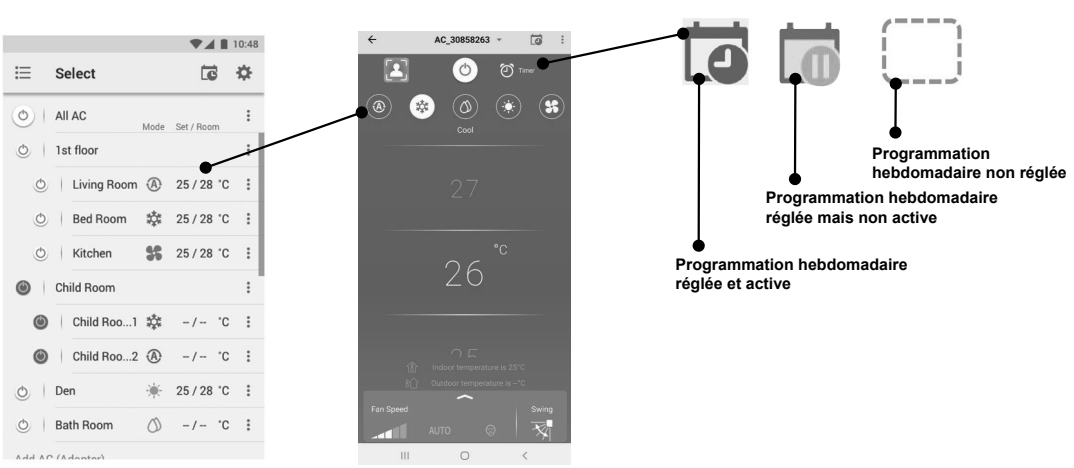 10:48
Select
All AC
Mode Set / Room
1st floor
Living Room A 25 / 28 °C
Bed Room 25 / 28 °C
Kitchen 25 / 28 °C
Child Room
Child Roo...1 – / – °C
Child Roo...2 A – / – °C
Den 25 / 28 °C
Bath Room – / – °C
Add AC (Adapter)
AC_30858263
Timer
A
Cool
27
26 °C
25
Indoor temperature is 25°C
Outdoor temperature is --°C
Fan Speed
Swing
AUTO
Programmation
hebdomadaire non réglée
Programmation hebdomadaire
réglée mais non active
Programmation hebdomadaire
réglée et active